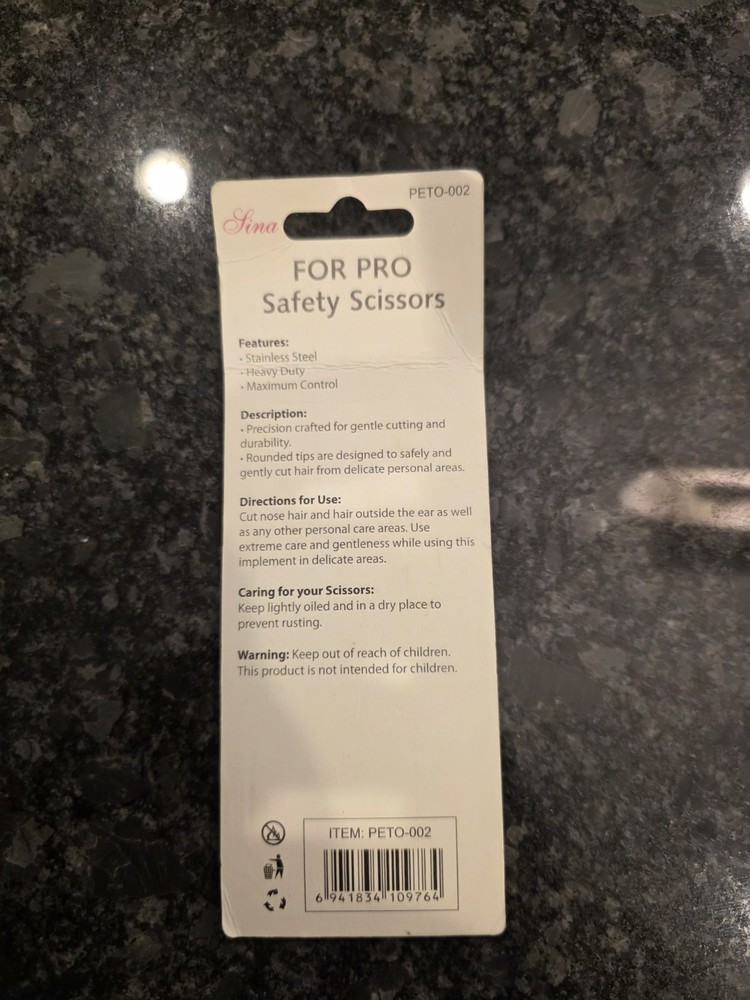 PETO-002
Sina
FOR PRO
Safety Scissors
Features:
• Stainless Steel
• Heavy Duty
• Maximum Control
Description:
• Precision crafted for gentle cutting and
durability.
• Rounded tips are designed to safely and
gently cut hair from delicate personal areas.
Directions for Use:
Cut nose hair and hair outside the ear as well
as any other personal care areas. Use
extreme care and gentleness while using this
implement in delicate areas.
Caring for your Scissors:
Keep lightly oiled and in a dry place to
prevent rusting.
Warning: Keep out of reach of children.
This product is not intended for children.
ITEM: PETO-002
6 941834 109764